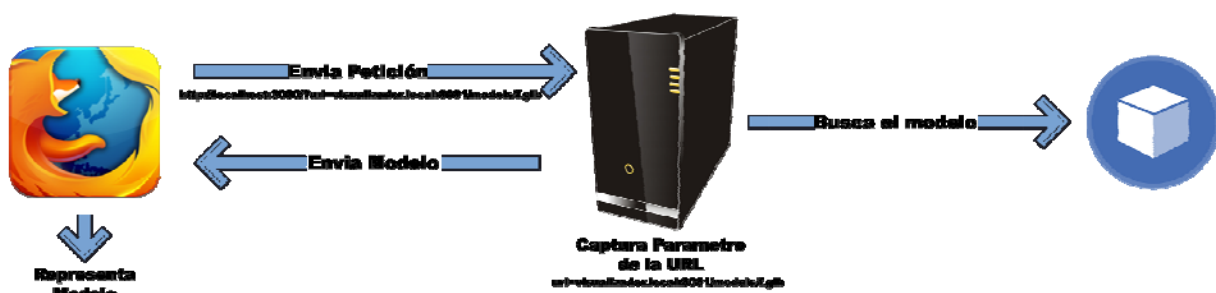 Envia Petición
Busca el modelo
Envia Modelo
Captura Parametro
de la URL
Representa
Modelo